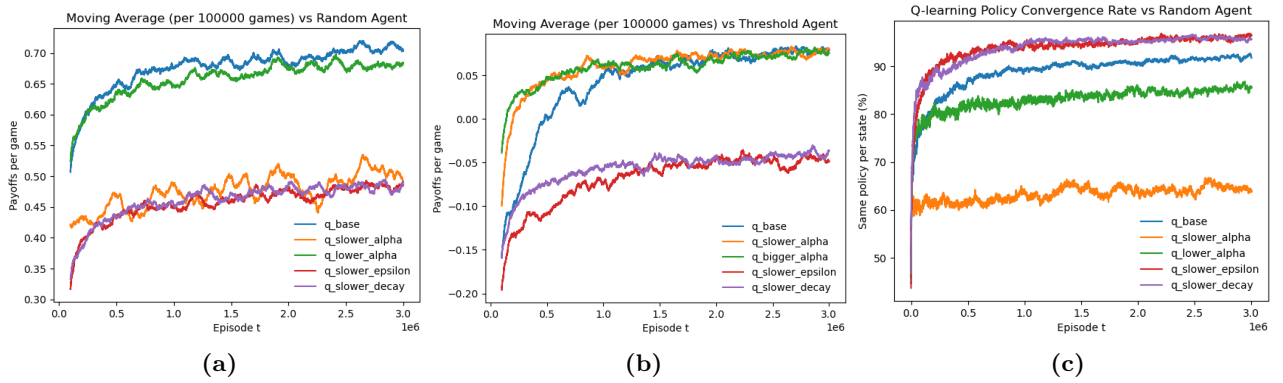 Moving Average (per 100000 games) vs Random Agent
Payoffs per game
0.70
0.65
0.60
0.55
0.50
0.45
0.40
0.35
0.30
q_base
q_slower_alpha
q_lower_alpha
q_slower_epsilon
q_slower_decay
0.0
0.5
1.0
1.5
2.0
2.5
3.0
1e6
Episode t
(a)
Moving Average (per 100000 games) vs Threshold Agent
Payoffs per game
0.05
0.00
−0.05
−0.10
−0.15
−0.20
q_base
q_slower_alpha
q_bigger_alpha
q_slower_epsilon
q_slower_decay
0.0
0.5
1.0
1.5
2.0
2.5
3.0
1e6
Episode t
(b)
Q-learning Policy Convergence Rate vs Random Agent
Same policy per state (%)
90
80
70
60
50
q_base
q_slower_alpha
q_lower_alpha
q_slower_epsilon
q_slower_decay
0.0
0.5
1.0
1.5
2.0
2.5
3.0
1e6
Episode t
(c)